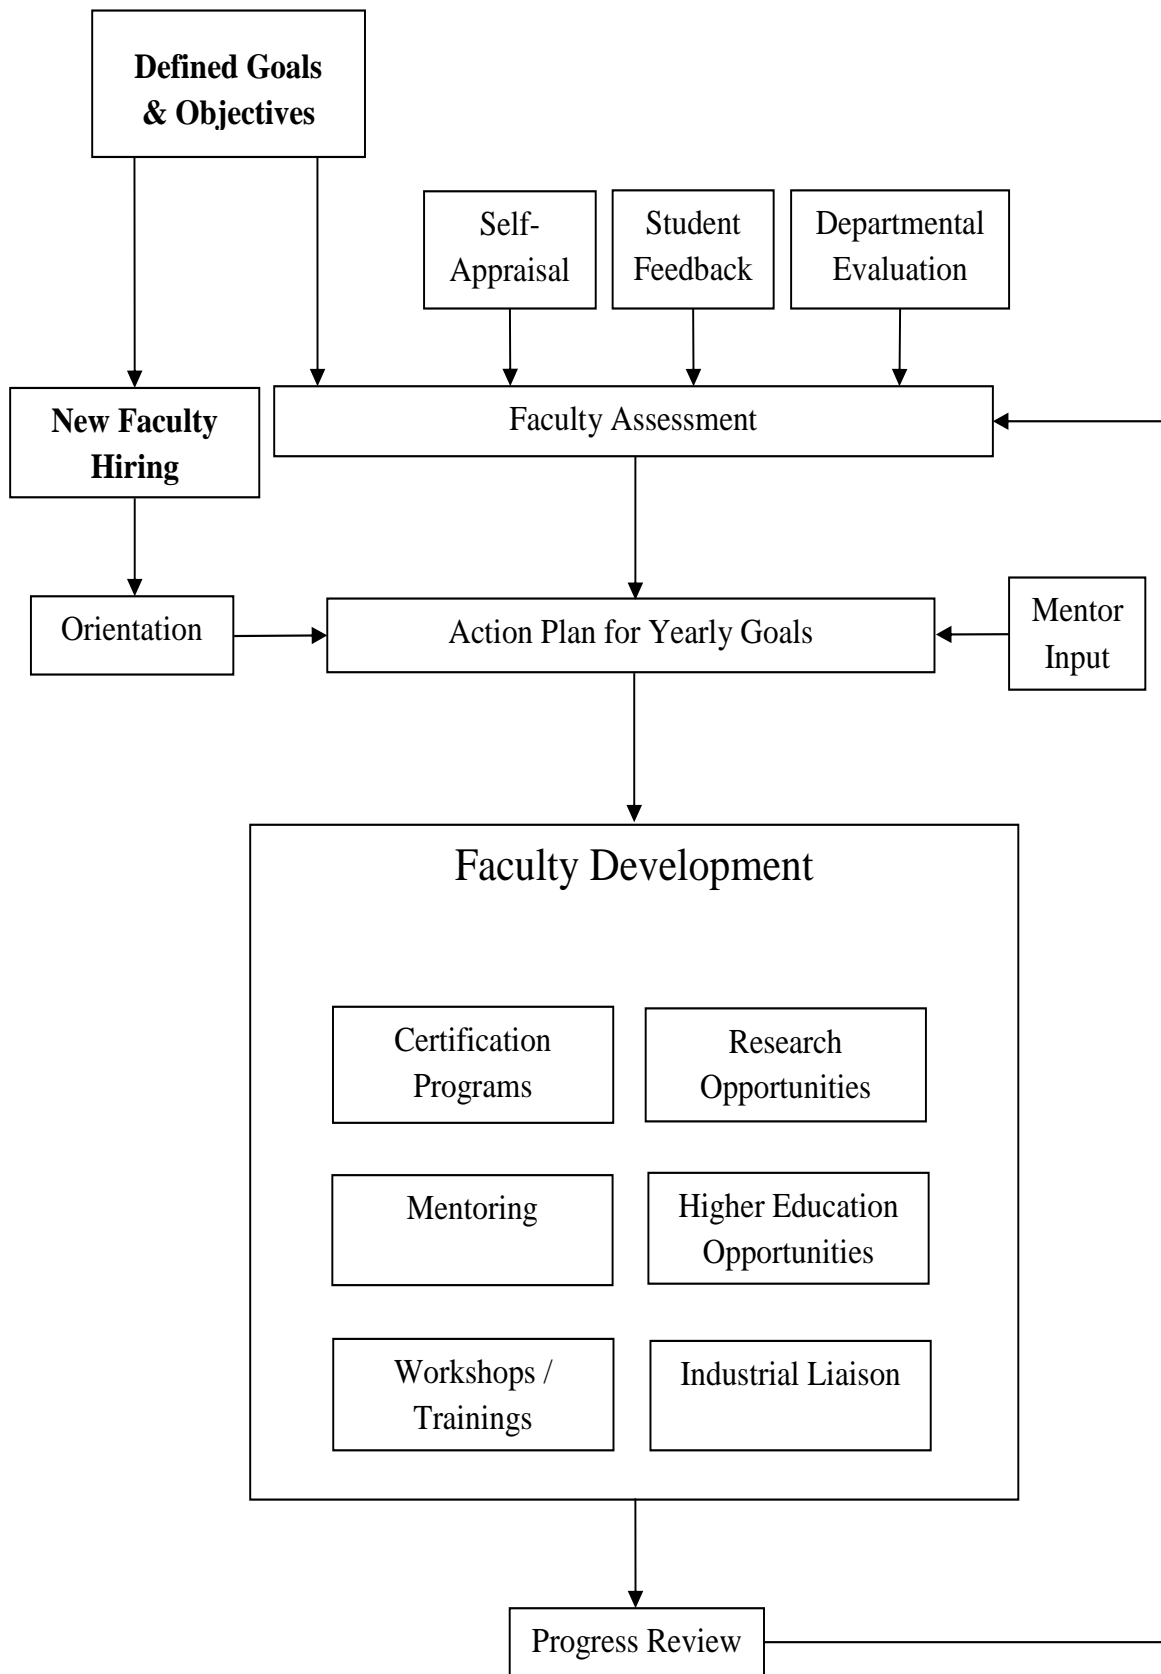 Defined Goals
& Objectives
Self-
Appraisal
Student
Feedback
Departmental
Evaluation
New Faculty
Hiring
Faculty Assessment
Orientation
Action Plan for Yearly Goals
Mentor
Input
Faculty Development
Certification
Programs
Research
Opportunities
Mentoring
Higher Education
Opportunities
Workshops /
Trainings
Industrial Liaison
Progress Review